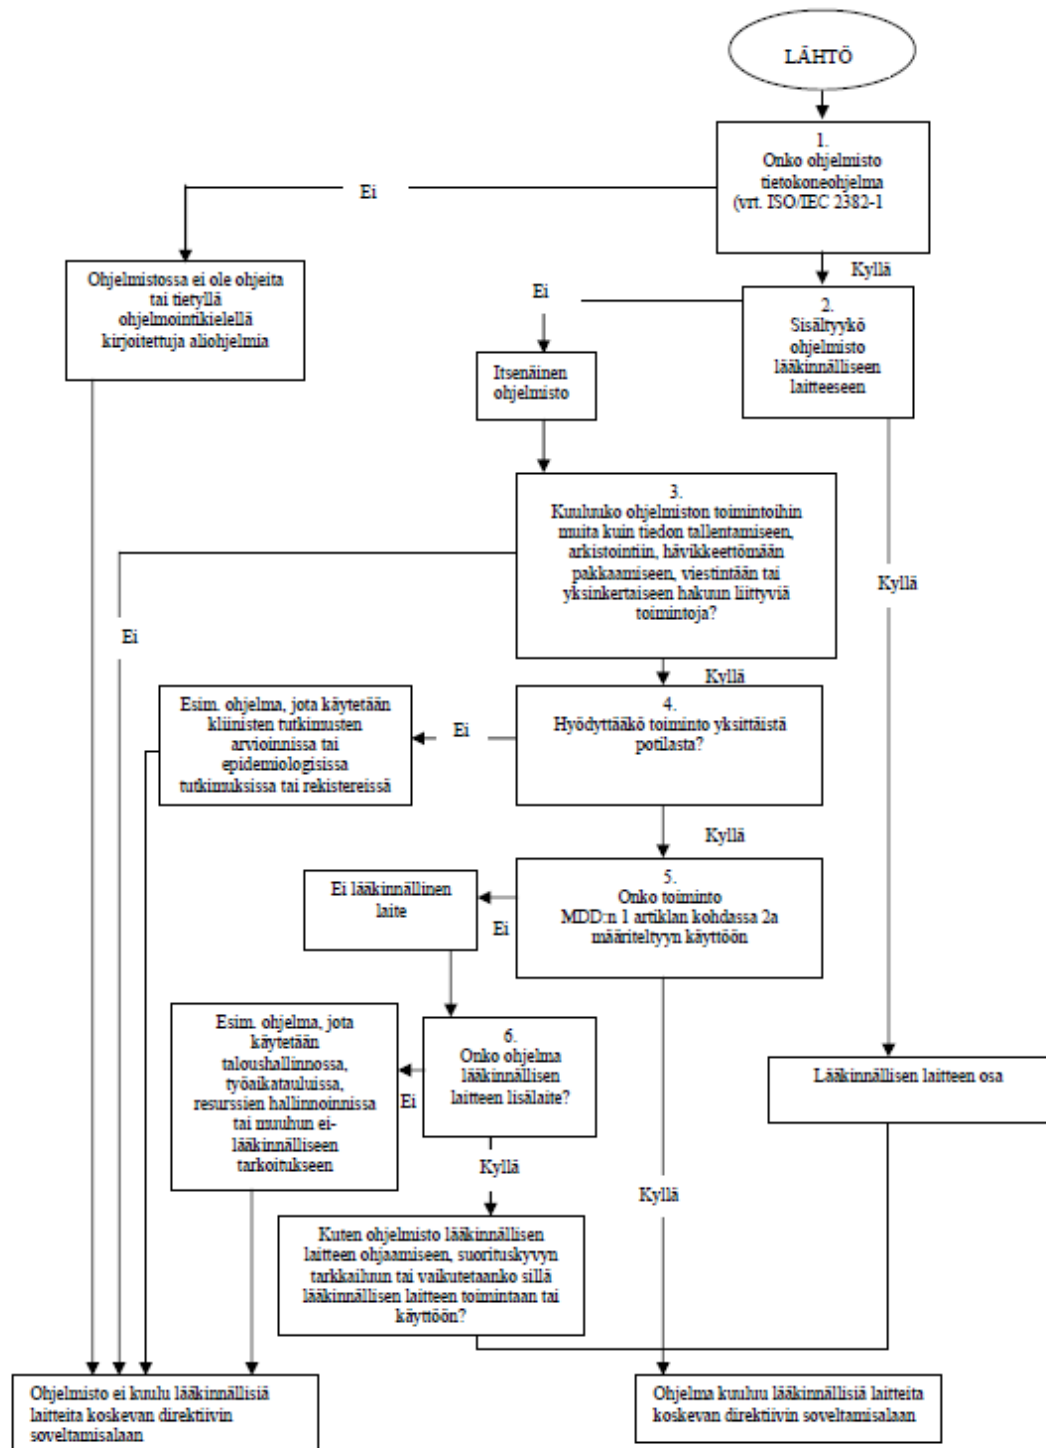 LÄHTÖ
1.
Onko ohjelmisto
tietokoneohjelma
(vrt. ISO/IEC 2382-1
Ei
Kyllä
Ohjelmistossa ei ole ohjeita
tai tietyllä
ohjelmointikielellä
kirjoitettuja aliohjelmia
Ei
2.
Sisältyykö
ohjelmisto
lääkinnälliseen
laitteeseen
Itsenäinen
ohjelmisto
3.
Kuuluuko ohjelmiston toimintoihin
muita kuin tiedon tallentamiseen,
arkistointiin, hävikkeettömään
pakkaamiseen, viestintään tai
yksinkertaiseen hakuun liittyviä
toimintoja?
Kyllä
Ei
Kyllä
Esim. ohjelma, jota käytetään
kliinisten tutkimusten
arvioinnissa tai
epidemiologisissa
tutkimuksissa tai rekistereissä
Ei
4.
Hyödyttääkö toiminto yksittäistä
potilasta?
Kyllä
Ei lääkinnällinen
laite
Ei
5.
Onko toiminto
MDD:n 1 artiklan kohdassa 2a
määriteltyyn käyttöön
Esim. ohjelma, jota
käytetään
taloushallinnossa,
työaikatauluissa,
resurssien hallinnoinnissa
tai muuhun ei-
lääkinnälliseen
tarkoitukseen
Ei
6.
Onko ohjelma
lääkinnällisen
laitteen lisälaite?
Lääkinnällisen laitteen osa
Kyllä
Kyllä
Kuten ohjelmisto lääkinnällisen
laitteen ohjaamiseen, suorituskyvyn
tarkkailuun tai vaikutetaanko sillä
lääkinnällisen laitteen toimintaan tai
käyttöön?
Ohjelmisto ei kuulu lääkinnällisiä
laitteita koskevan direktiivin
soveltamisalaan
Ohjelma kuuluu lääkinnällisiä laitteita
koskevan direktiivin soveltamisalaan